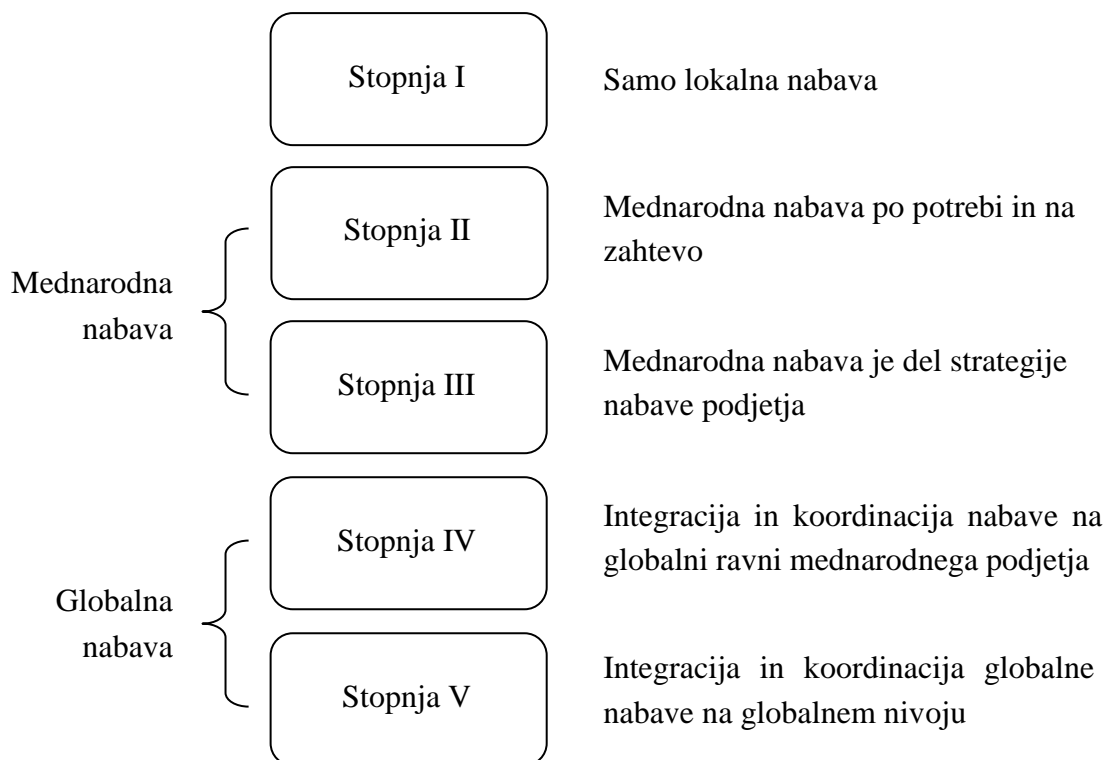 Stopnja I
Samo lokalna nabava
Mednarodna
nabava
Stopnja II
Mednarodna nabava po potrebi in na
zahtevo
Stopnja III
Mednarodna nabava je del strategije
nabave podjetja
Globalna
nabava
Stopnja IV
Integracija in koordinacija nabave na
globalni ravni mednarodnega podjetja
Stopnja V
Integracija in koordinacija globalne
nabave na globalnem nivoju